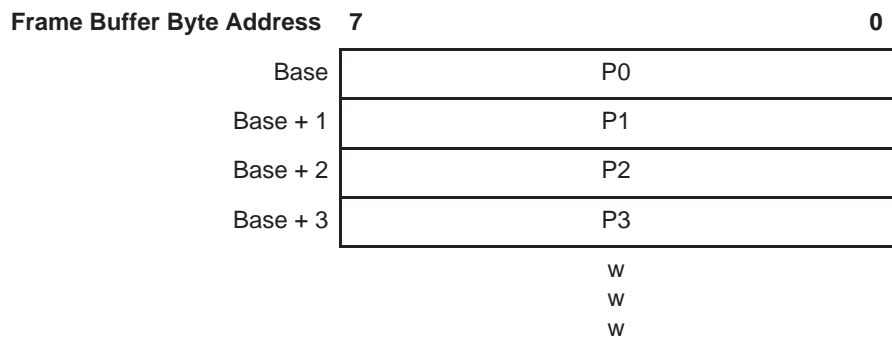 Frame Buffer Byte Address 7 0
Base P0
Base + 1 P1
Base + 2 P2
Base + 3 P3
w
w
w